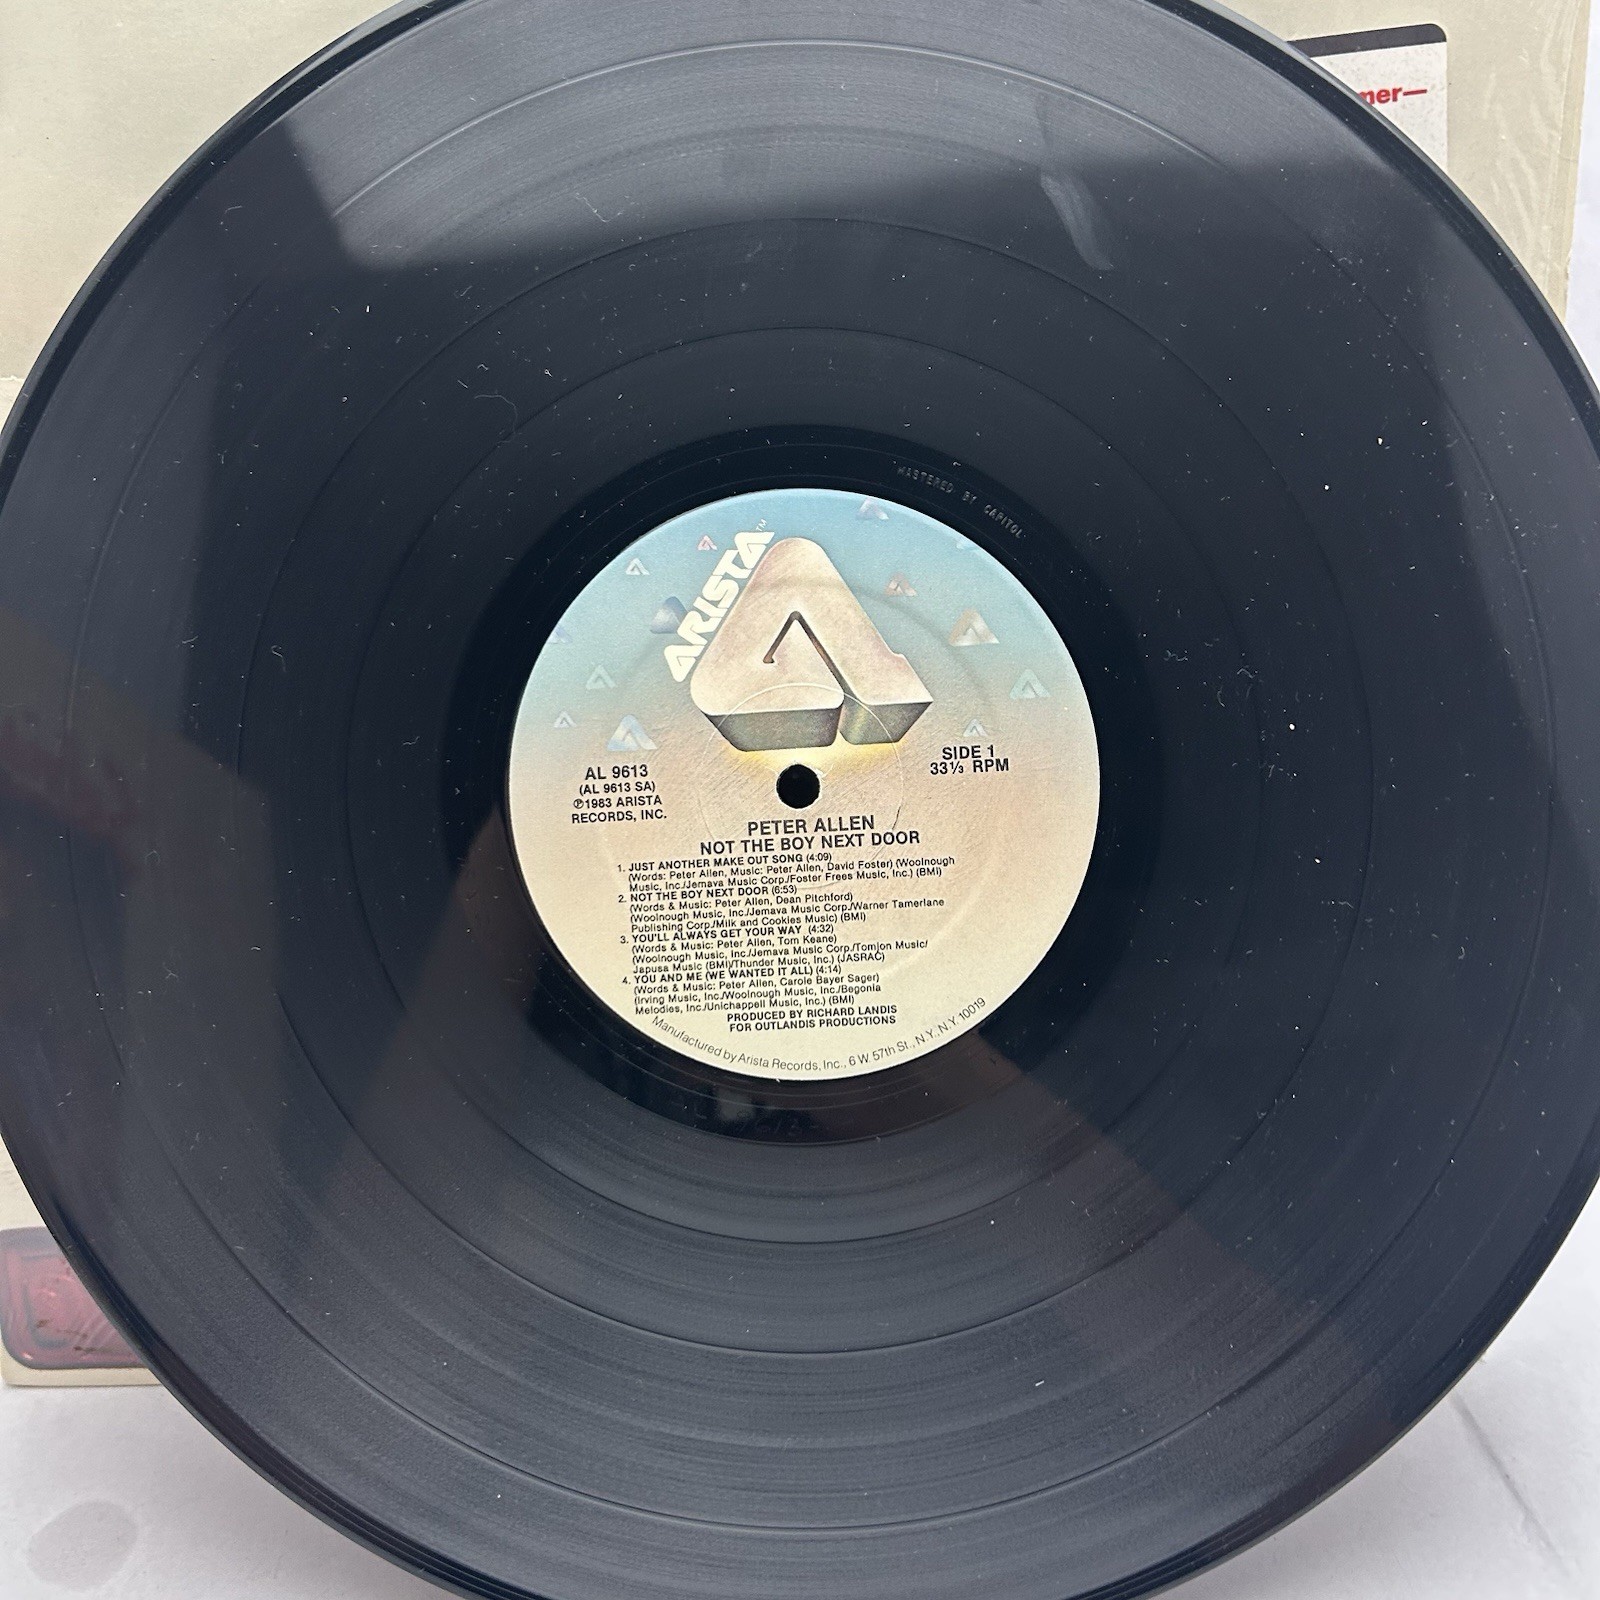 mer—
MASTERED BY CAPITOL
ARISTA™
AL 9613
(AL 9613 SA)
℗1983 ARISTA
RECORDS, INC.
SIDE 1
33⅓ RPM
PETER ALLEN
NOT THE BOY NEXT DOOR
1. JUST ANOTHER MAKE OUT SONG (4:09)
(Words: Peter Allen, Music: Peter Allen, David Foster) (Woolnough
Music, Inc./Jemava Music Corp./Foster Frees Music, Inc.) (BMI)
2. NOT THE BOY NEXT DOOR (6:53)
(Words & Music: Peter Allen, Dean Pitchford)
(Woolnough Music, Inc./Jemava Music Corp./Warner Tamerlane
Publishing Corp./Milk and Cookies Music) (BMI)
3. YOU'LL ALWAYS GET YOUR WAY (4:32)
(Words & Music: Peter Allen, Tom Keane)
(Woolnough Music, Inc./Jemava Music Corp./Tomjon Music/
Japusa Music (BMI)/Thunder Music, Inc.) (JASRAC)
4. YOU AND ME (WE WANTED IT ALL) (4:14)
(Words & Music: Peter Allen, Carole Bayer Sager)
(Irving Music, Inc./Woolnough Music, Inc./Begonia
Melodies, Inc./Unichappell Music, Inc.) (BMI)
PRODUCED BY RICHARD LANDIS
FOR OUTLANDIS PRODUCTIONS
Manufactured by Arista Records, Inc., 6 W. 57th St., N.Y., N.Y. 10019